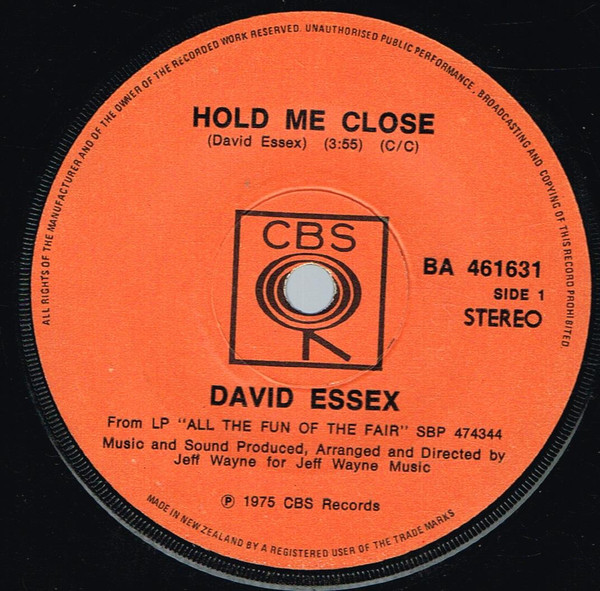 ALL RIGHTS OF THE MANUFACTURER AND OF THE OWNER OF THE RECORDED WORK RESERVED. UNAUTHORISED PUBLIC PERFORMANCE, BROADCASTING AND COPYING OF THIS RECORD PROHIBITED.
HOLD ME CLOSE
(David Essex) (3:55) (C/C)
CBS
BA 461631
SIDE 1
STEREO
DAVID ESSEX
From LP "ALL THE FUN OF THE FAIR" SBP 474344
Music and Sound Produced, Arranged and Directed by
Jeff Wayne for Jeff Wayne Music
℗ 1975 CBS Records
MADE IN NEW ZEALAND BY A REGISTERED USER OF THE TRADE MARKS